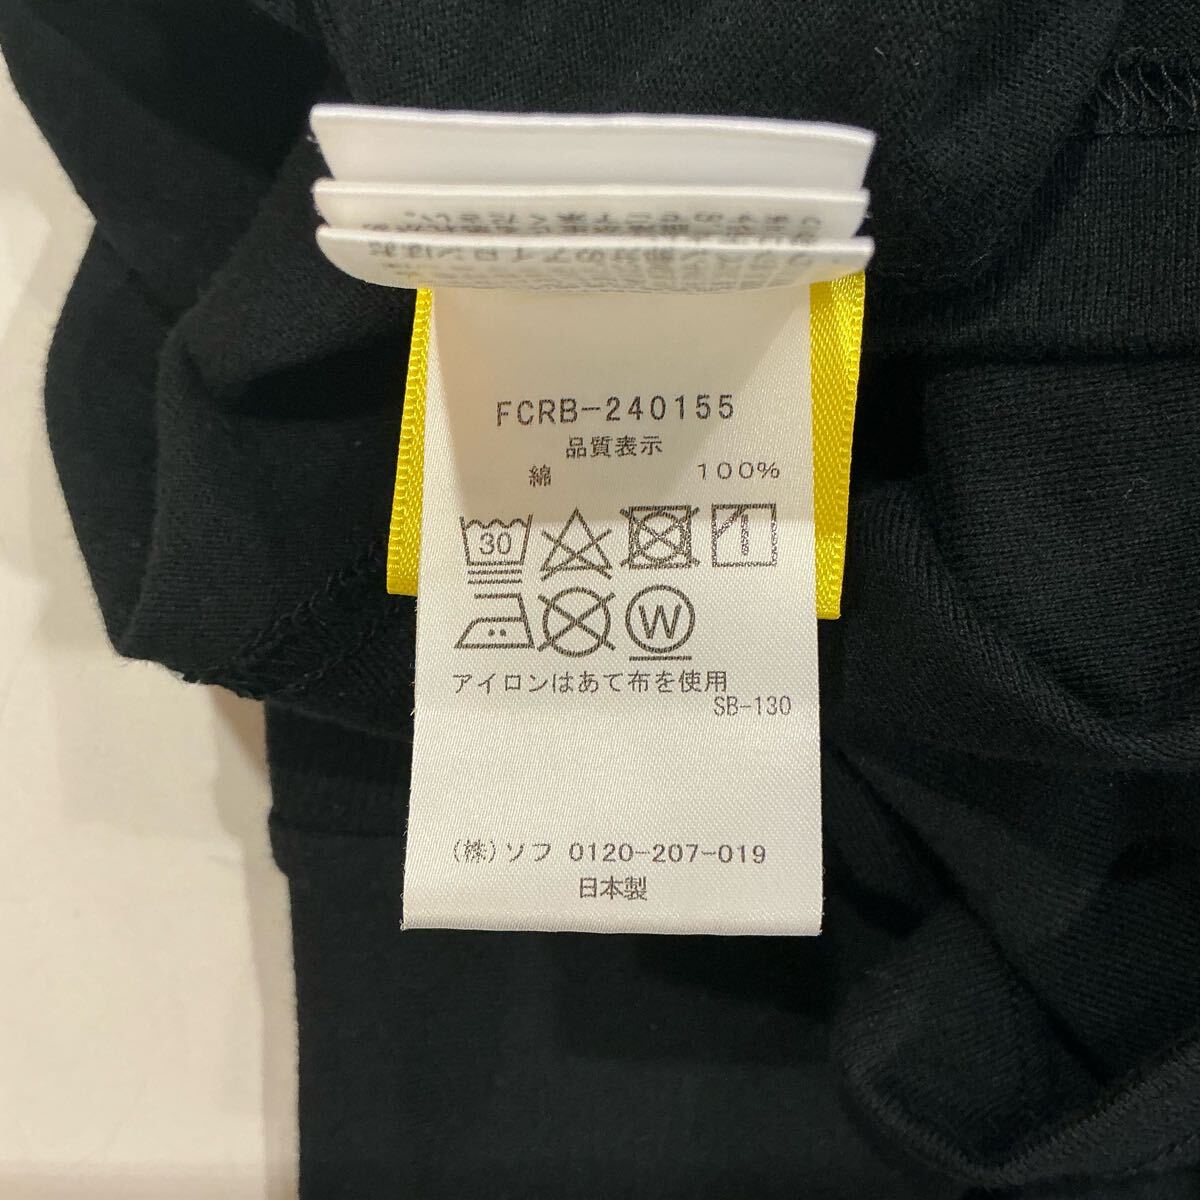 FCRB-240155
品質表示
綿 100%
30
W
アイロンはあて布を使用
SB-130
(株)ソフ 0120-207-019
日本製